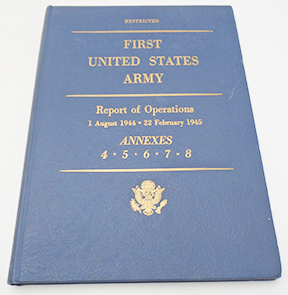 RESTRICTED
FIRST
UNITED STATES
ARMY
Report of Operations
1 August 1944 • 22 February 1945
ANNEXES
4 • 5 • 6 • 7 • 8